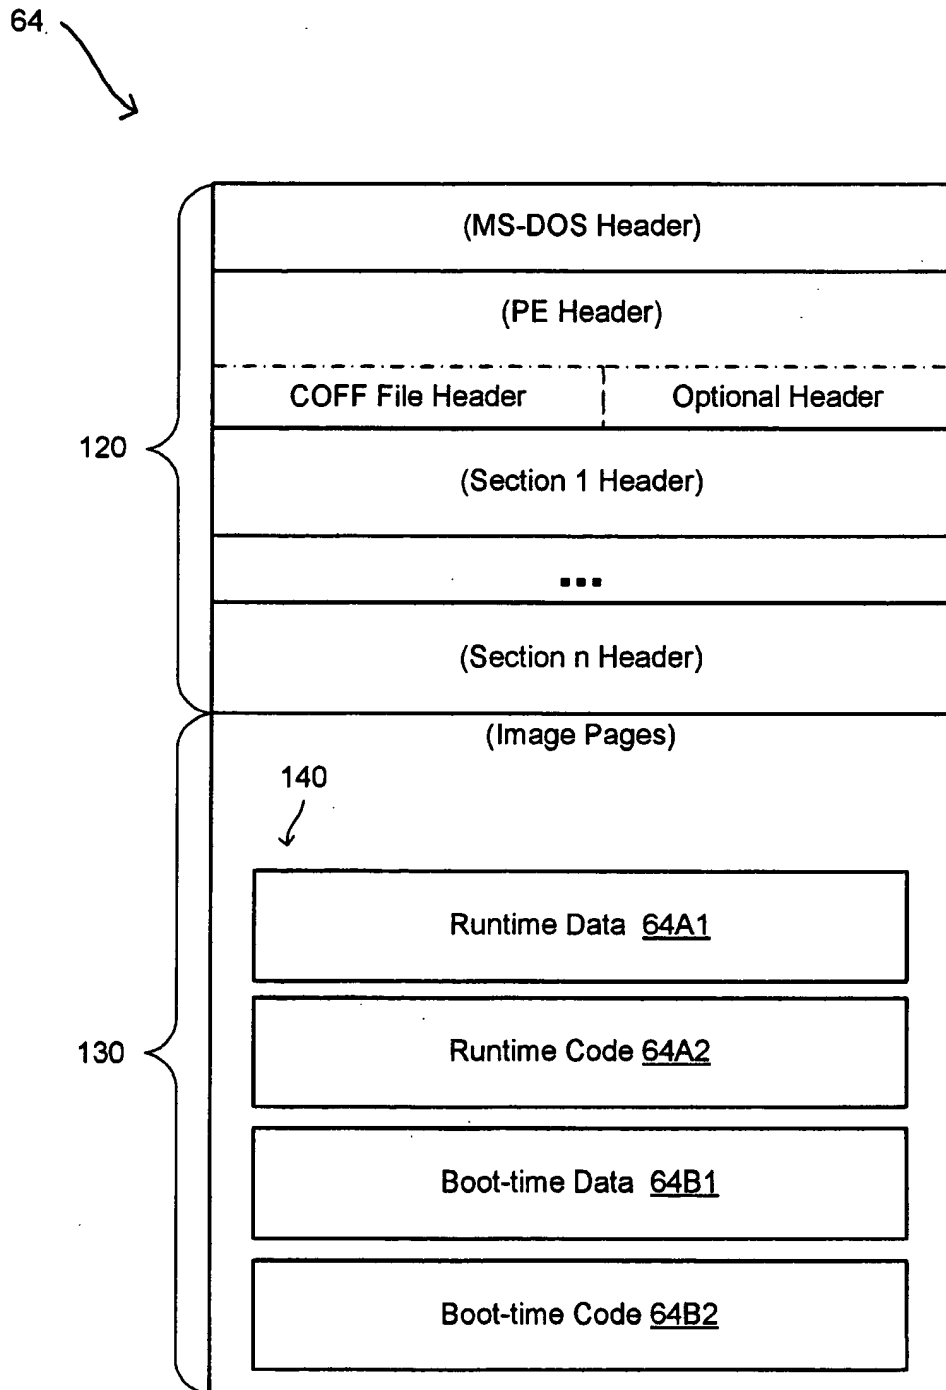 64
(MS-DOS Header)
(PE Header)
COFF File Header Optional Header
120
(Section 1 Header)
...
(Section n Header)
(Image Pages)
140
Runtime Data 64A1
130
Runtime Code 64A2
Boot-time Data 64B1
Boot-time Code 64B2